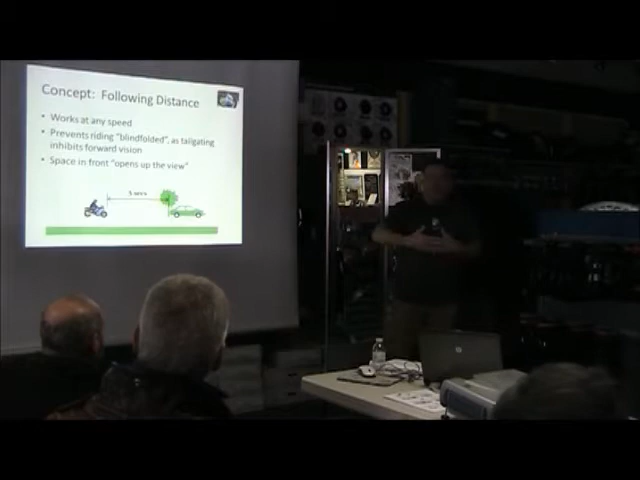 Concept: Following Distance
• Works at any speed
• Prevents riding "blindfolded", as tailgating
inhibits forward vision
• Space in front "opens up the view"